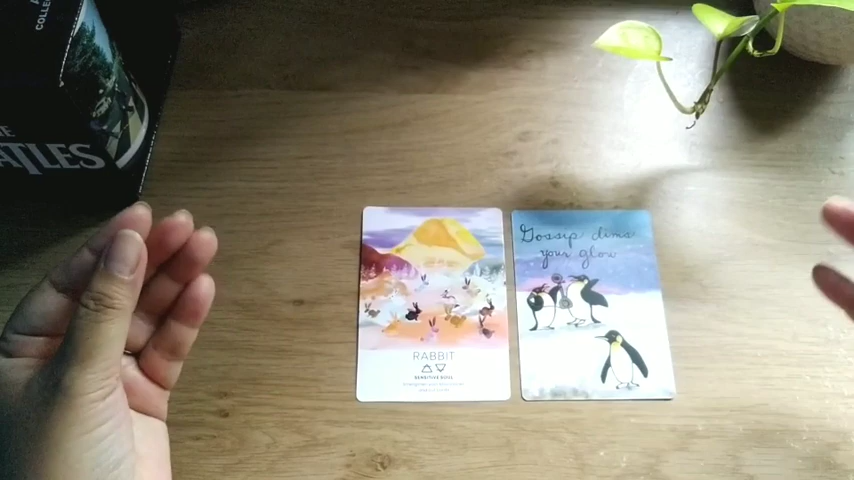 COLLE
THE
ATLES
Gossip dims
your glow
RABBIT
SENSITIVE SOUL